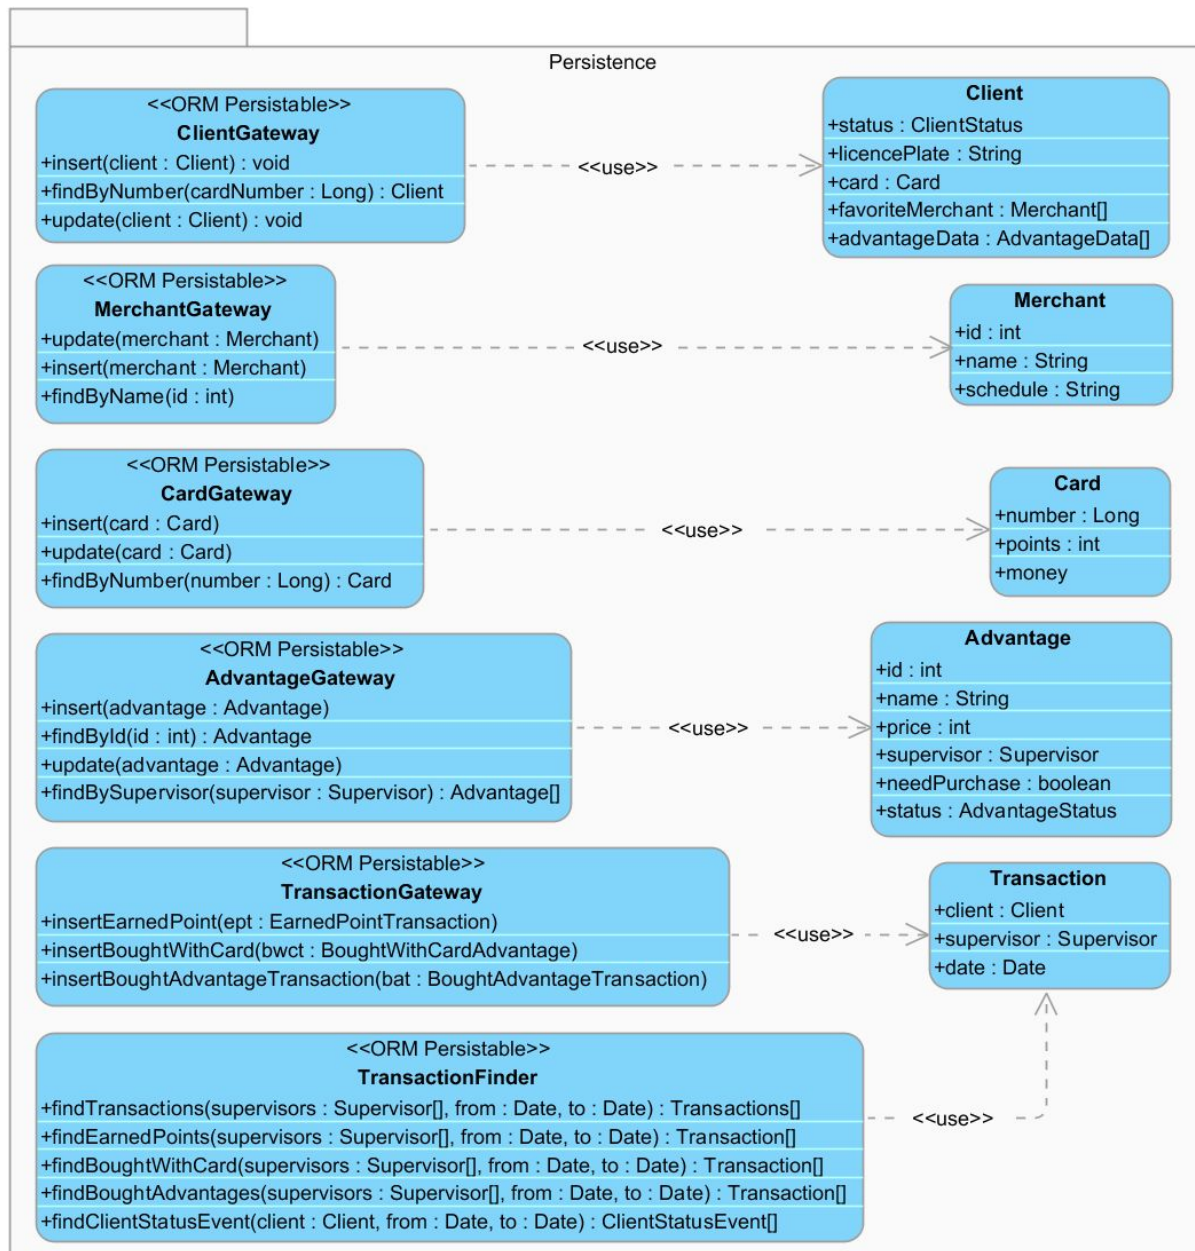 Persistence
<<ORM Persistable>>
ClientGateway
+insert(client : Client) : void
+findByNumber(cardNumber : Long) : Client
+update(client : Client) : void
<<use>>
Client
+status : ClientStatus
+licencePlate : String
+card : Card
+favoriteMerchant : Merchant[]
+advantageData : AdvantageData[]
<<ORM Persistable>>
MerchantGateway
+update(merchant : Merchant)
+insert(merchant : Merchant)
+findByName(id : int)
<<use>>
Merchant
+id : int
+name : String
+schedule : String
<<ORM Persistable>>
CardGateway
+insert(card : Card)
+update(card : Card)
+findByNumber(number : Long) : Card
<<use>>
Card
+number : Long
+points : int
+money
<<ORM Persistable>>
AdvantageGateway
+insert(advantage : Advantage)
+findById(id : int) : Advantage
+update(advantage : Advantage)
+findBySupervisor(supervisor : Supervisor) : Advantage[]
<<use>>
Advantage
+id : int
+name : String
+price : int
+supervisor : Supervisor
+needPurchase : boolean
+status : AdvantageStatus
<<ORM Persistable>>
TransactionGateway
+insertEarnedPoint(ept : EarnedPointTransaction)
+insertBoughtWithCard(bwct : BoughtWithCardAdvantage)
+insertBoughtAdvantageTransaction(bat : BoughtAdvantageTransaction)
<<use>>
Transaction
+client : Client
+supervisor : Supervisor
+date : Date
<<ORM Persistable>>
TransactionFinder
+findTransactions(supervisors : Supervisor[], from : Date, to : Date) : Transactions[]
+findEarnedPoints(supervisors : Supervisor[], from : Date, to : Date) : Transaction[]
+findBoughtWithCard(supervisors : Supervisor[], from : Date, to : Date) : Transaction[]
+findBoughtAdvantages(supervisors : Supervisor[], from : Date, to : Date) : Transaction[]
+findClientStatusEvent(client : Client, from : Date, to : Date) : ClientStatusEvent[]
<<use>>